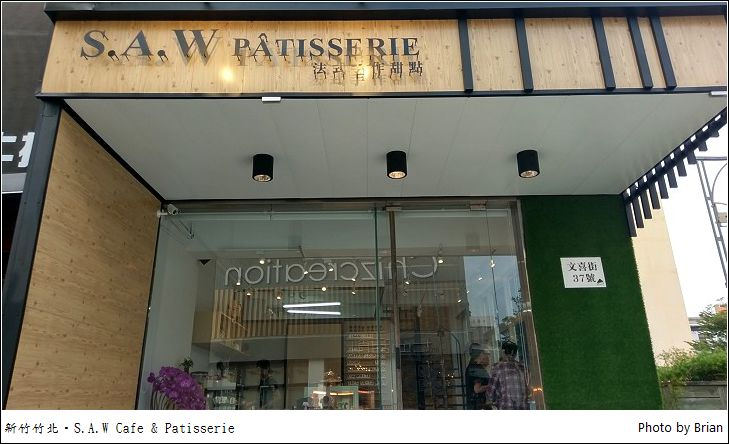 S.A.W PÂTISSERIE
法式手作甜點
Chizcreation
文喜街
37號
新竹竹北・S.A.W Cafe & Patisserie
Photo by Brian